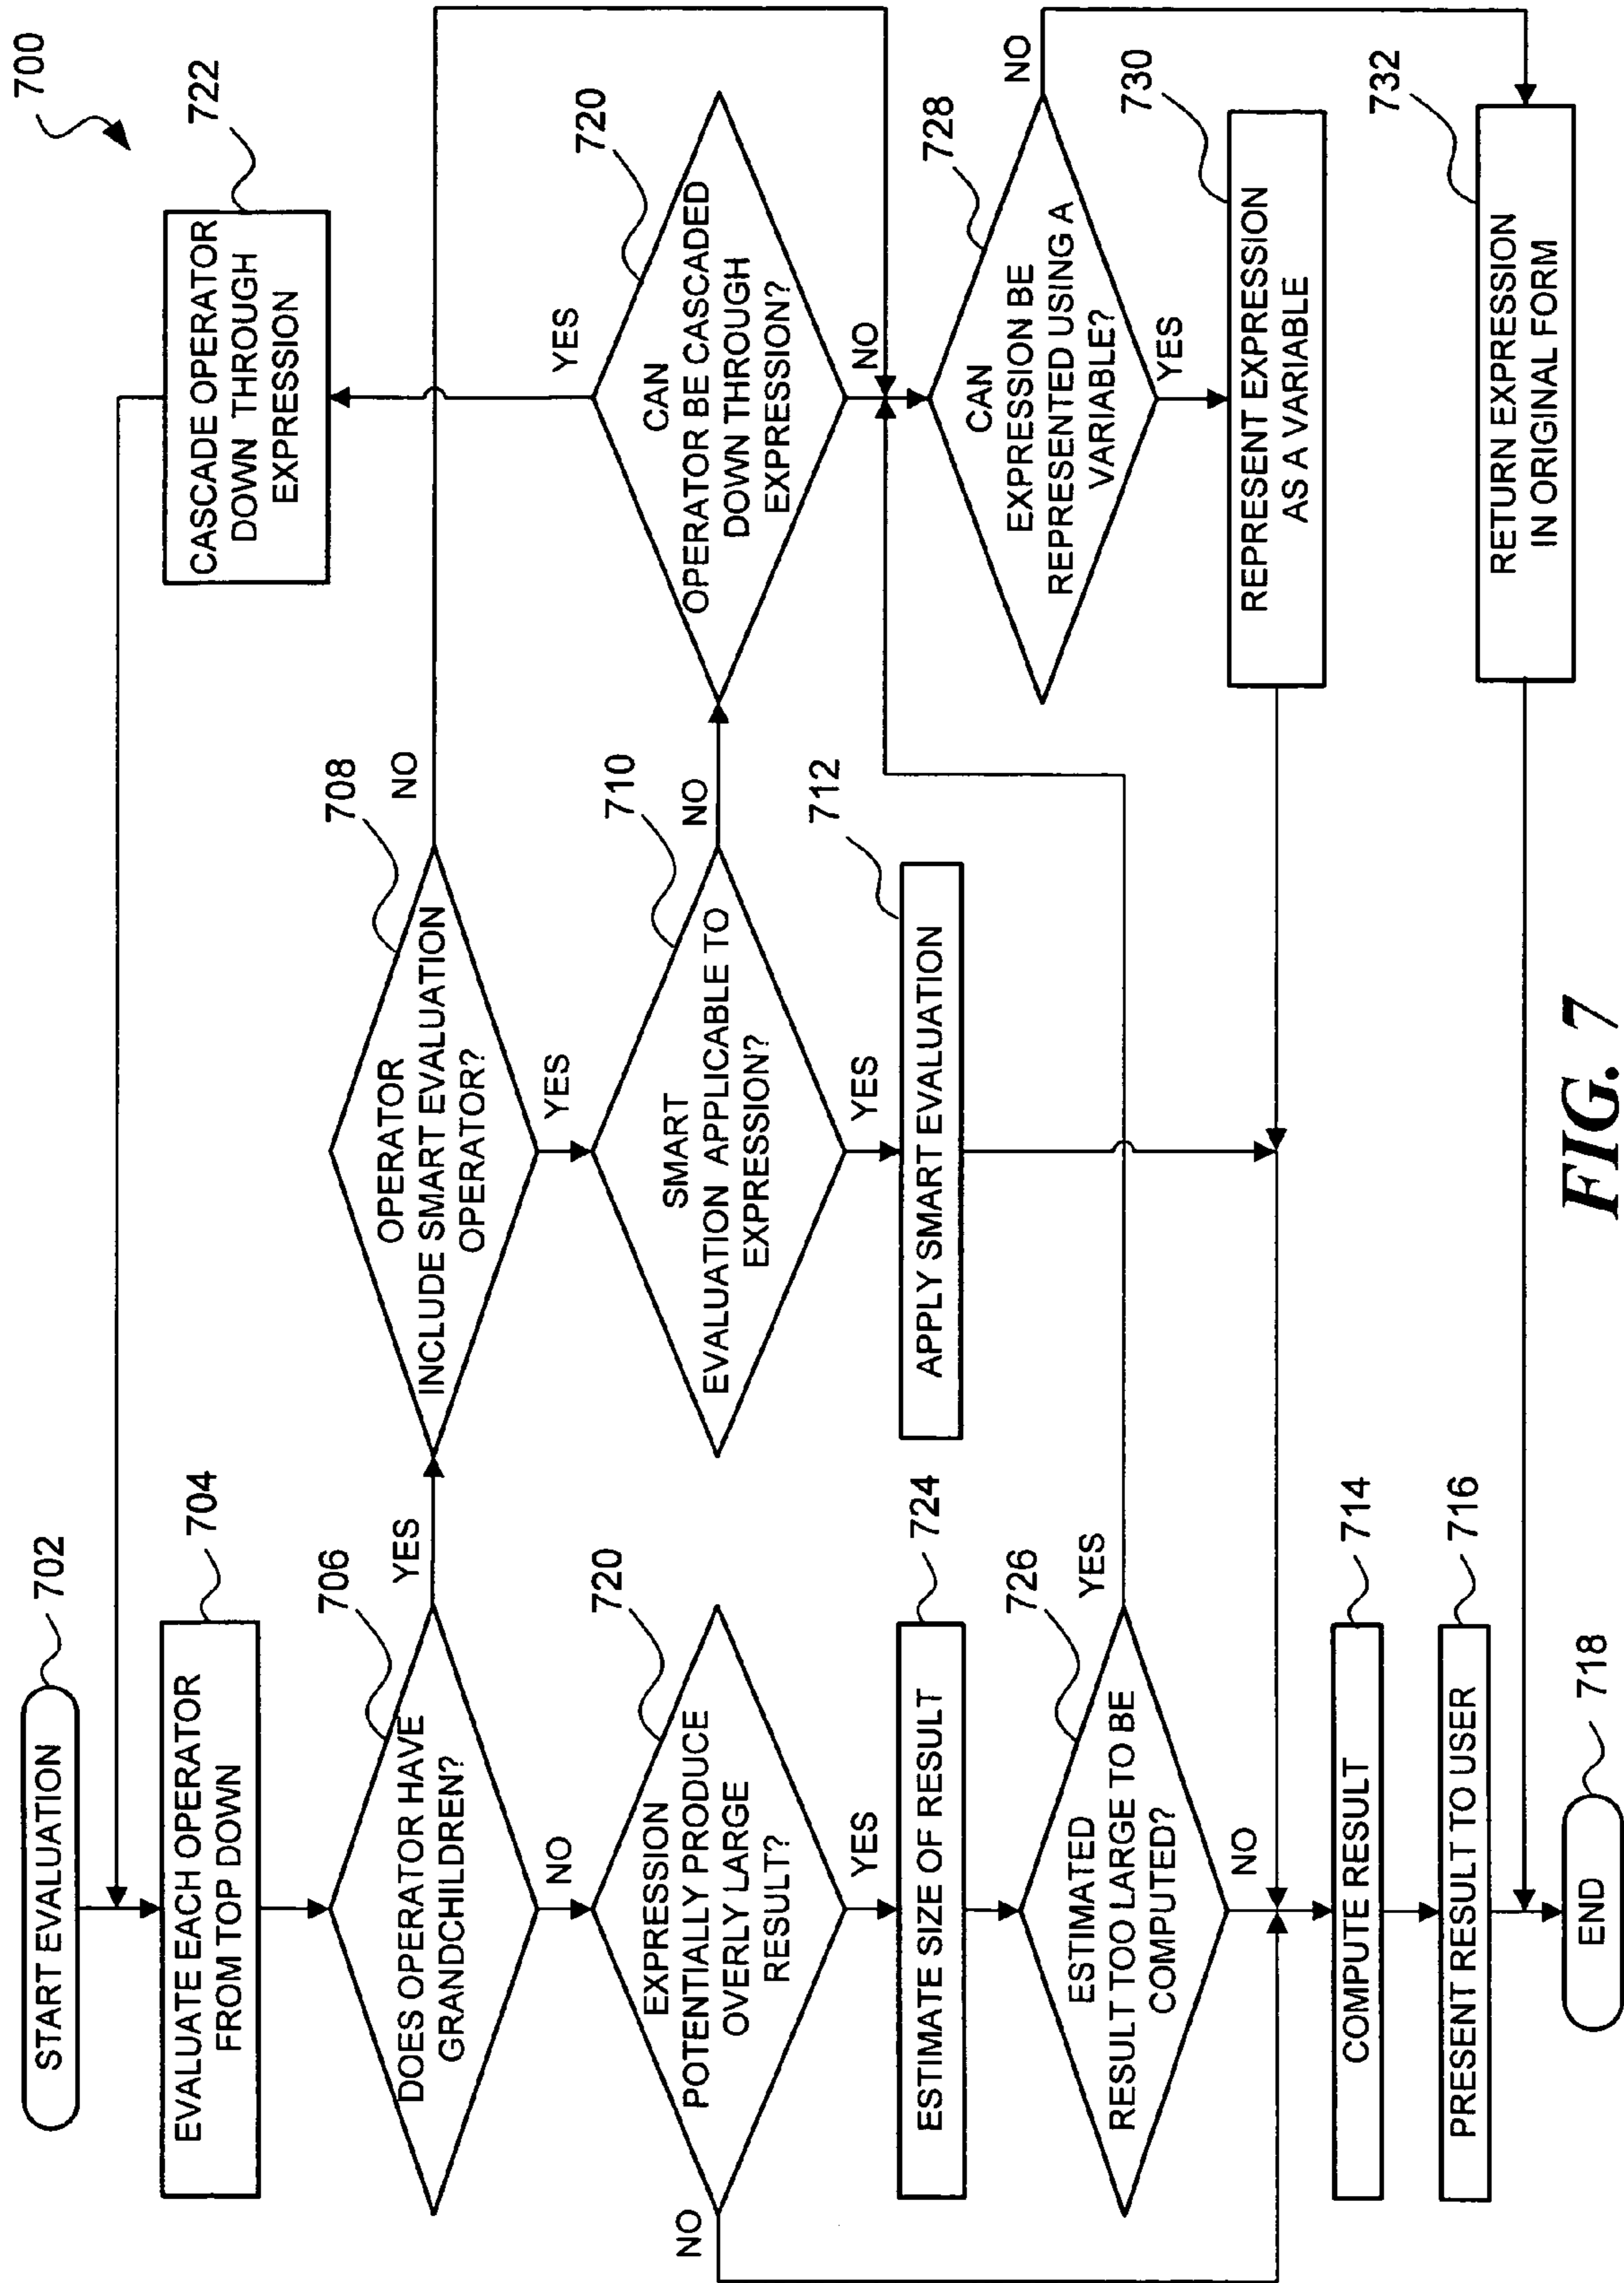 700
START EVALUATION
702
EVALUATE EACH OPERATOR
FROM TOP DOWN
704
DOES OPERATOR HAVE
GRANDCHILDREN?
706
YES
NO
OPERATOR
INCLUDE SMART EVALUATION
OPERATOR?
708
NO
YES
CASCADE OPERATOR
DOWN THROUGH
EXPRESSION
722
EXPRESSION
POTENTIALLY PRODUCE
OVERLY LARGE
RESULT?
720
NO
YES
SMART
EVALUATION APPLICABLE TO
EXPRESSION?
710
NO
YES
CAN
OPERATOR BE CASCADED
DOWN THROUGH
EXPRESSION?
720
YES
NO
ESTIMATE SIZE OF RESULT
724
APPLY SMART EVALUATION
712
CAN
EXPRESSION BE
REPRESENTED USING A
VARIABLE?
728
NO
YES
ESTIMATED
RESULT TOO LARGE TO BE
COMPUTED?
726
YES
NO
REPRESENT EXPRESSION
AS A VARIABLE
730
COMPUTE RESULT
714
PRESENT RESULT TO USER
716
RETURN EXPRESSION
IN ORIGINAL FORM
732
END
718
FIG. 7